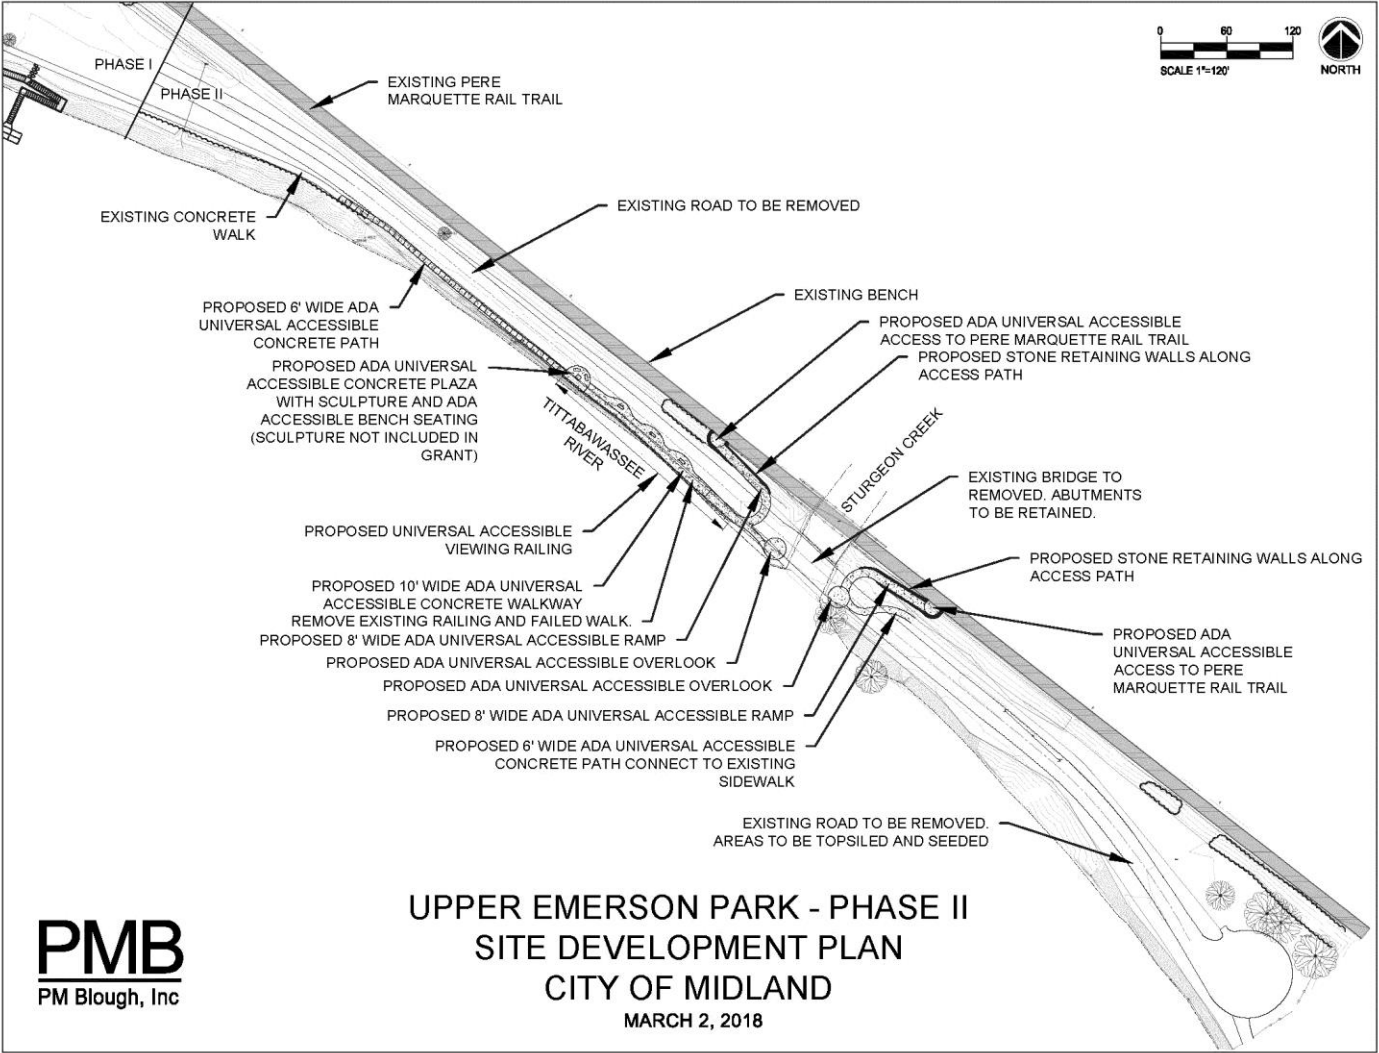 0 60 120
SCALE 1"=120'
NORTH
PHASE I
PHASE II
EXISTING PERE
MARQUETTE RAIL TRAIL
EXISTING CONCRETE
WALK
EXISTING ROAD TO BE REMOVED
EXISTING BENCH
PROPOSED 6' WIDE ADA
UNIVERSAL ACCESSIBLE
CONCRETE PATH
PROPOSED ADA UNIVERSAL ACCESSIBLE
ACCESS TO PERE MARQUETTE RAIL TRAIL
PROPOSED STONE RETAINING WALLS ALONG
ACCESS PATH
PROPOSED ADA UNIVERSAL
ACCESSIBLE CONCRETE PLAZA
WITH SCULPTURE AND ADA
ACCESSIBLE BENCH SEATING
(SCULPTURE NOT INCLUDED IN
GRANT)
TITTABAWASSEE
RIVER
STURGEON CREEK
EXISTING BRIDGE TO
REMOVED. ABUTMENTS
TO BE RETAINED.
PROPOSED UNIVERSAL ACCESSIBLE
VIEWING RAILING
PROPOSED STONE RETAINING WALLS ALONG
ACCESS PATH
PROPOSED 10' WIDE ADA UNIVERSAL
ACCESSIBLE CONCRETE WALKWAY
REMOVE EXISTING RAILING AND FAILED WALK.
PROPOSED 8' WIDE ADA UNIVERSAL ACCESSIBLE RAMP
PROPOSED ADA UNIVERSAL ACCESSIBLE OVERLOOK
PROPOSED ADA UNIVERSAL ACCESSIBLE OVERLOOK
PROPOSED 8' WIDE ADA UNIVERSAL ACCESSIBLE RAMP
PROPOSED 6' WIDE ADA UNIVERSAL ACCESSIBLE
CONCRETE PATH CONNECT TO EXISTING
SIDEWALK
PROPOSED ADA
UNIVERSAL ACCESSIBLE
ACCESS TO PERE
MARQUETTE RAIL TRAIL
EXISTING ROAD TO BE REMOVED.
AREAS TO BE TOPSILED AND SEEDED
UPPER EMERSON PARK - PHASE II
SITE DEVELOPMENT PLAN
CITY OF MIDLAND
MARCH 2, 2018
PMB
PM Blough, Inc